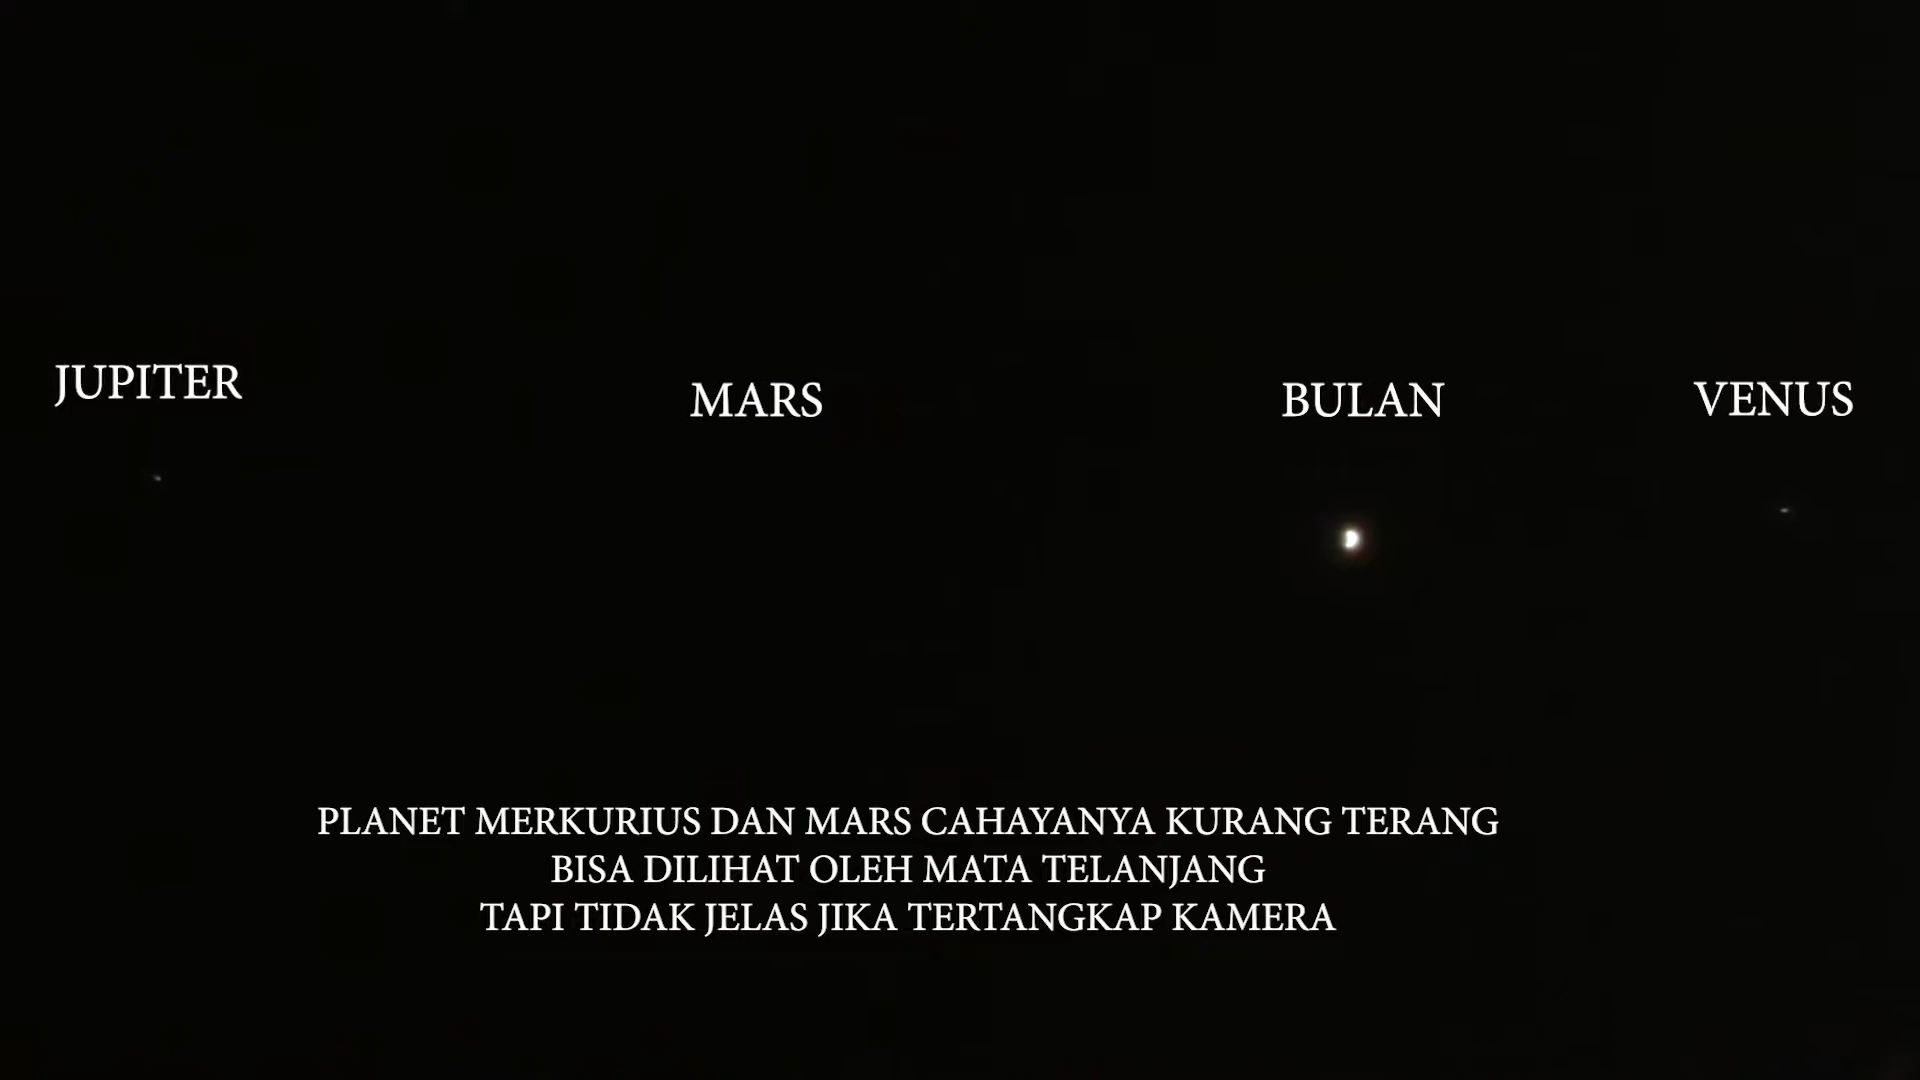 JUPITER
MARS
BULAN
VENUS
PLANET MERKURIUS DAN MARS CAHAYANYA KURANG TERANG
BISA DILIHAT OLEH MATA TELANJANG
TAPI TIDAK JELAS JIKA TERTANGKAP KAMERA